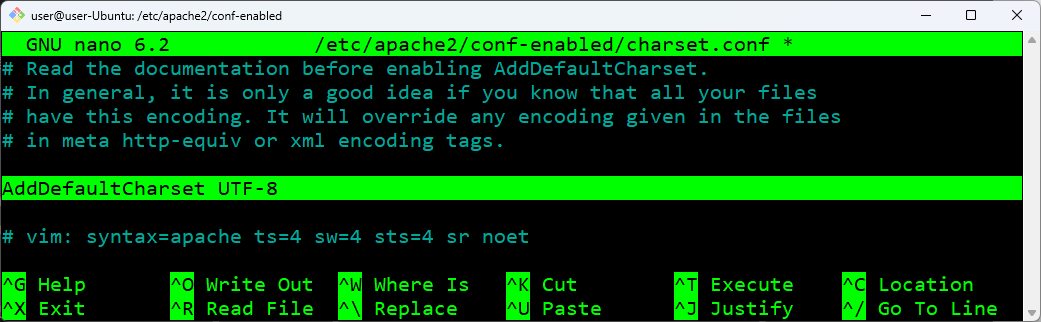 user@user-Ubuntu: /etc/apache2/conf-enabled
GNU nano 6.2 /etc/apache2/conf-enabled/charset.conf *
# Read the documentation before enabling AddDefaultCharset.
# In general, it is only a good idea if you know that all your files
# have this encoding. It will override any encoding given in the files
# in meta http-equiv or xml encoding tags.
AddDefaultCharset UTF-8
# vim: syntax=apache ts=4 sw=4 sts=4 sr noet
^G Help ^O Write Out ^W Where Is ^K Cut ^T Execute ^C Location
^X Exit ^R Read File ^\ Replace ^U Paste ^J Justify ^/ Go To Line